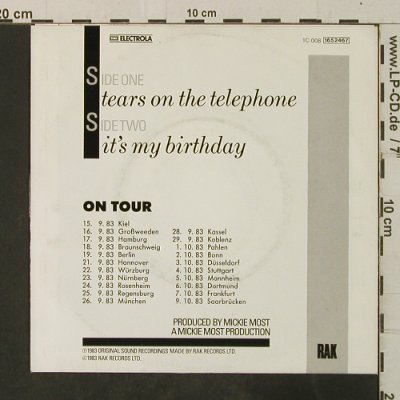 20 cm
10 cm
EMI ELECTROLA
1C 008 1652467
SIDE ONE
tears on the telephone
SIDE TWO
it's my birthday
ON TOUR
15. 9. 83 Kiel
16. 9. 83 Großweeden
17. 9. 83 Hamburg
18. 9. 83 Braunschweig
19. 9. 83 Berlin
21. 9. 83 Hannover
22. 9. 83 Würzburg
23. 9. 83 Nürnberg
24. 9. 83 Rosenheim
25. 9. 83 Regensburg
26. 9. 83 München
28. 9. 83 Kassel
29. 9. 83 Koblenz
1. 10. 83 Pahlen
2. 10. 83 Bonn
3. 10. 83 Düsseldorf
4. 10. 83 Stuttgart
5. 10. 83 Mannheim
6. 10. 83 Dortmund
7. 10. 83 Frankfurt
9. 10. 83 Saarbrücken
PRODUCED BY MICKIE MOST
A MICKIE MOST PRODUCTION
℗ 1983 ORIGINAL SOUND RECORDINGS MADE BY RAK RECORDS LTD.
© 1983 RAK RECORDS LTD.
RAK
www.LP-CD.de / 7"
10 cm